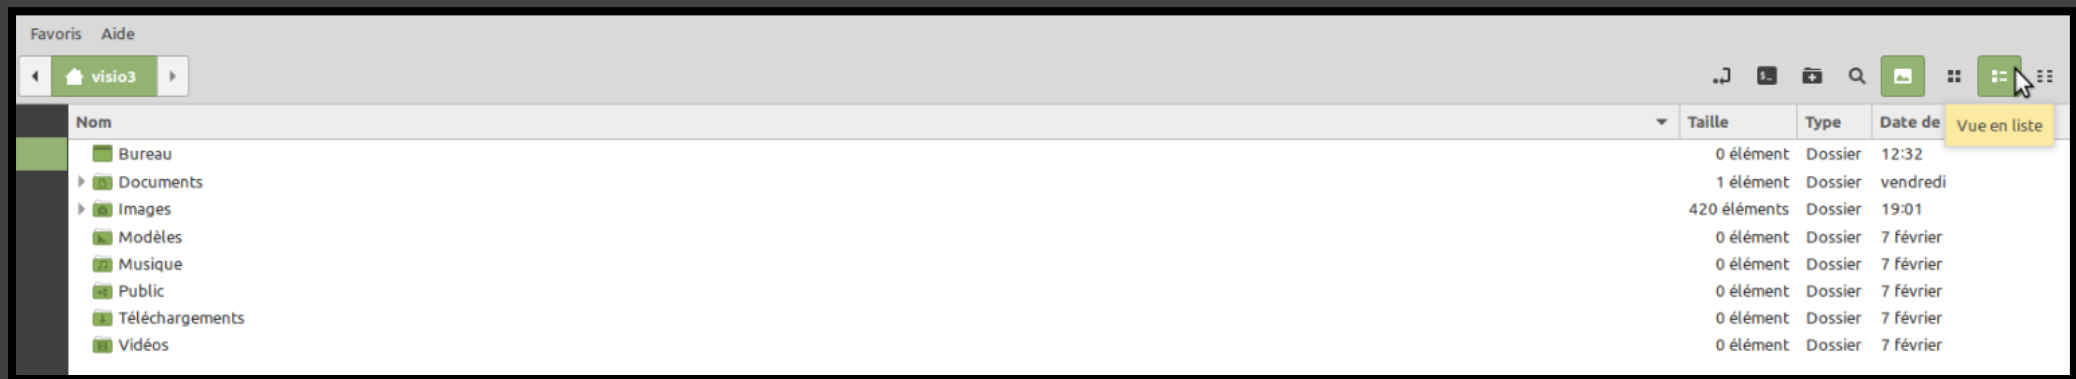 Favoris Aide
visio3
Nom Taille Type Date de
Vue en liste
Bureau 0 élément Dossier 12:32
Documents 1 élément Dossier vendredi
Images 420 éléments Dossier 19:01
Modèles 0 élément Dossier 7 février
Musique 0 élément Dossier 7 février
Public 0 élément Dossier 7 février
Téléchargements 0 élément Dossier 7 février
Vidéos 0 élément Dossier 7 février